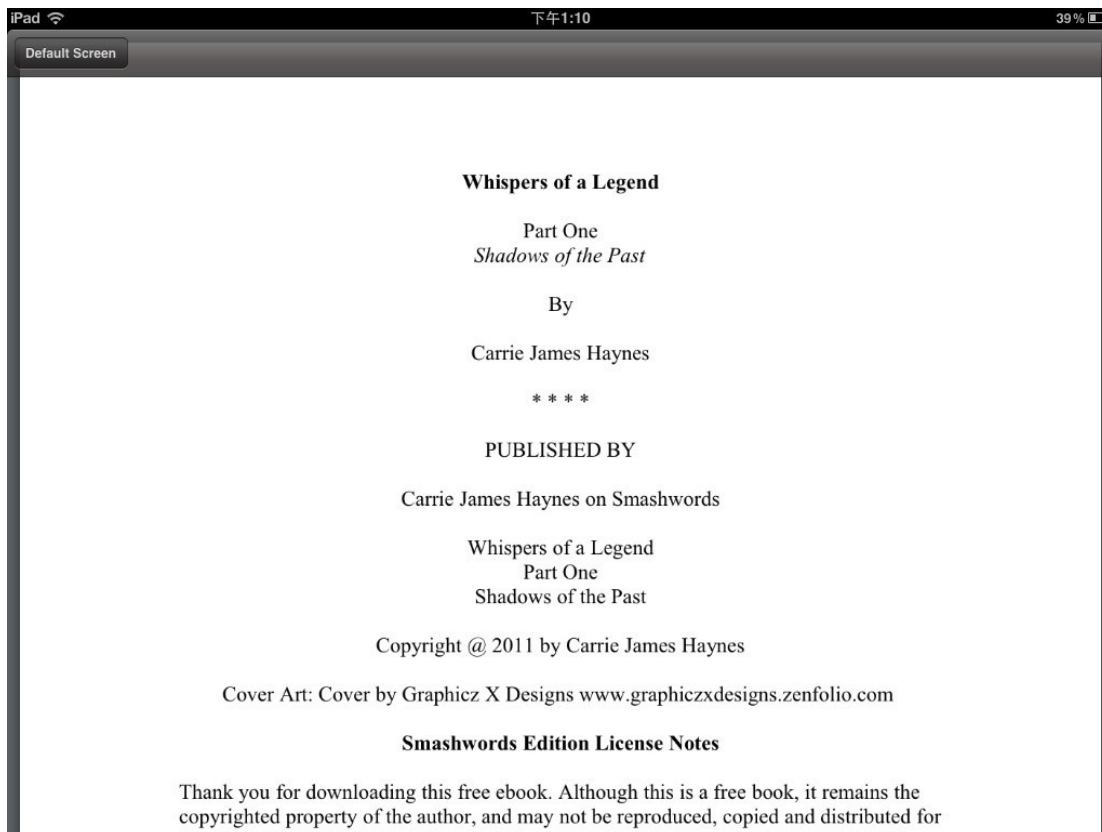 iPad 下午1:10 39%
Default Screen
Whispers of a Legend
Part One
Shadows of the Past
By
Carrie James Haynes
* * * *
PUBLISHED BY
Carrie James Haynes on Smashwords
Whispers of a Legend
Part One
Shadows of the Past
Copyright @ 2011 by Carrie James Haynes
Cover Art: Cover by Graphicz X Designs www.graphiczxdesigns.zenfolio.com
Smashwords Edition License Notes
Thank you for downloading this free ebook. Although this is a free book, it remains the
copyrighted property of the author, and may not be reproduced, copied and distributed for